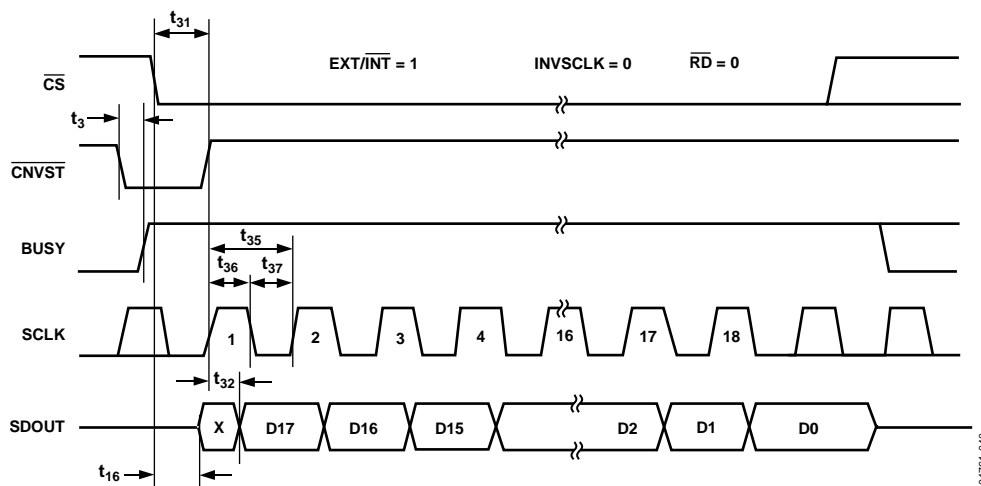 t31
EXT/INT = 1 INVSCLK = 0 RD = 0
CS
t3
CNVST
BUSY
t35
t36 t37
SCLK
1 2 3 4 16 17 18
t32
SDOUT
X D17 D16 D15 D2 D1 D0
t16